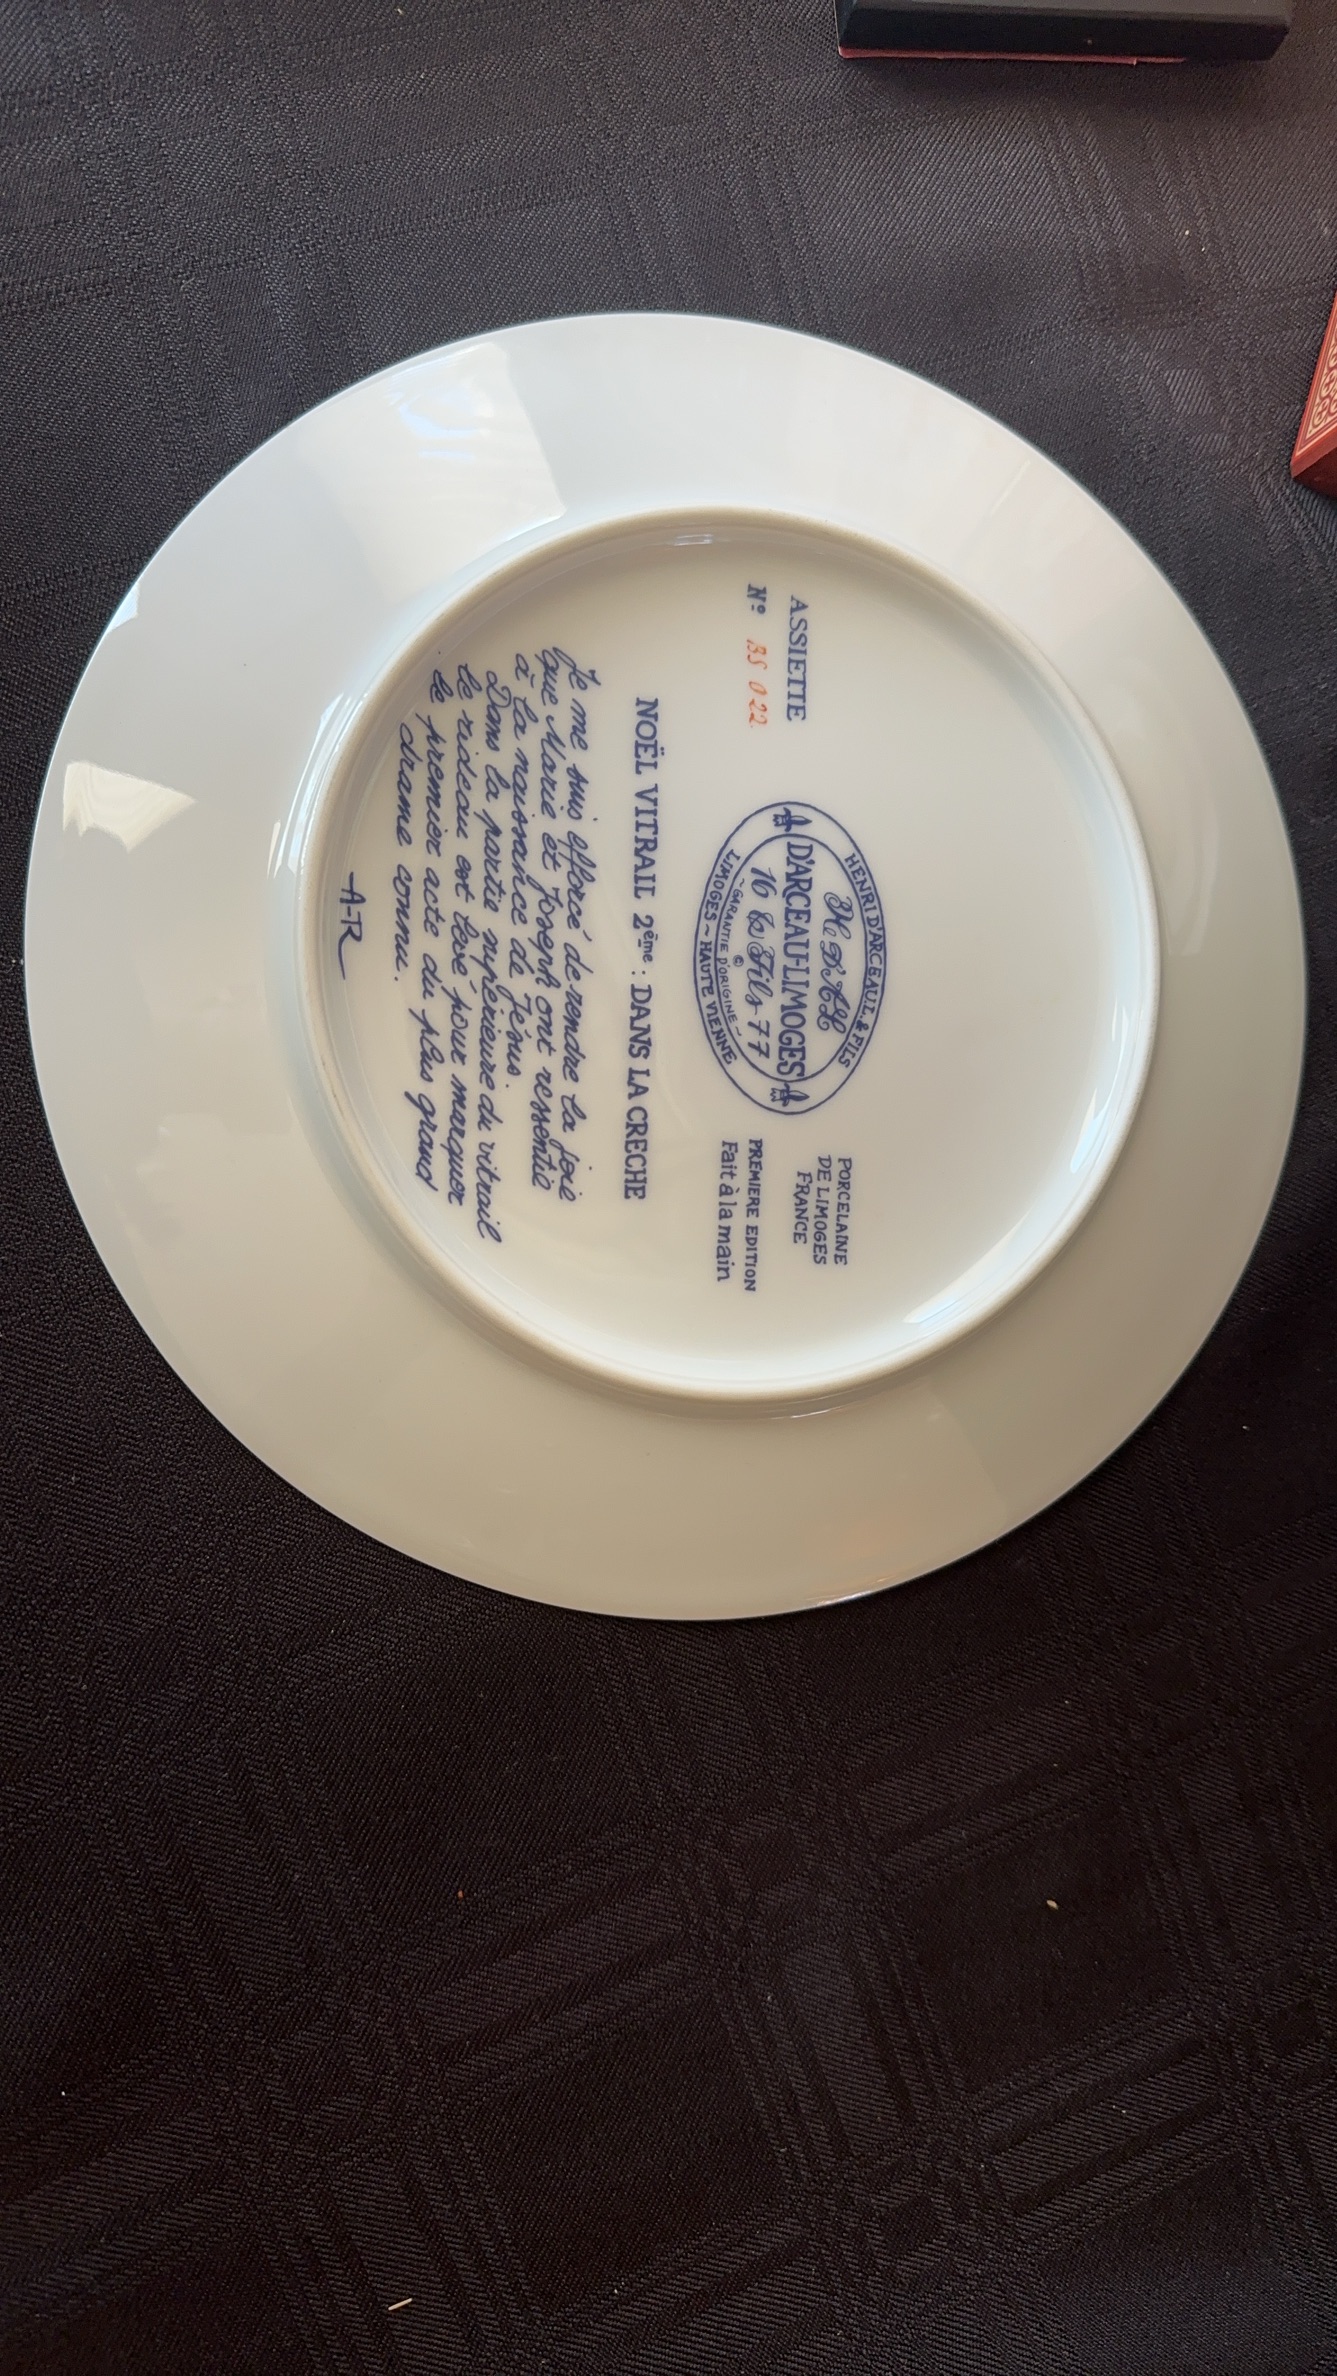 PORCELAINE
DE LIMOGES
FRANCE
ASSIETTE
Nº BS 022
HENRI D'ARCEAU L. & FILS
H. D'A L
D'ARCEAU-LIMOGES
76 & Fils 77
©
~GARANTIE D'ORIGINE~
LIMOGES ~ HAUTE VIENNE
PREMIERE EDITION
Fait à la main
NOËL VITRAIL 2ème : DANS LA CRECHE
Je me suis efforcé de rendre la joie
que Marie et Joseph ont ressentie
à la naissance de Jésus.
Dans la partie supérieure du vitrail
le rideau est levé pour marquer
le premier acte du plus grand
drame connu.
A-R